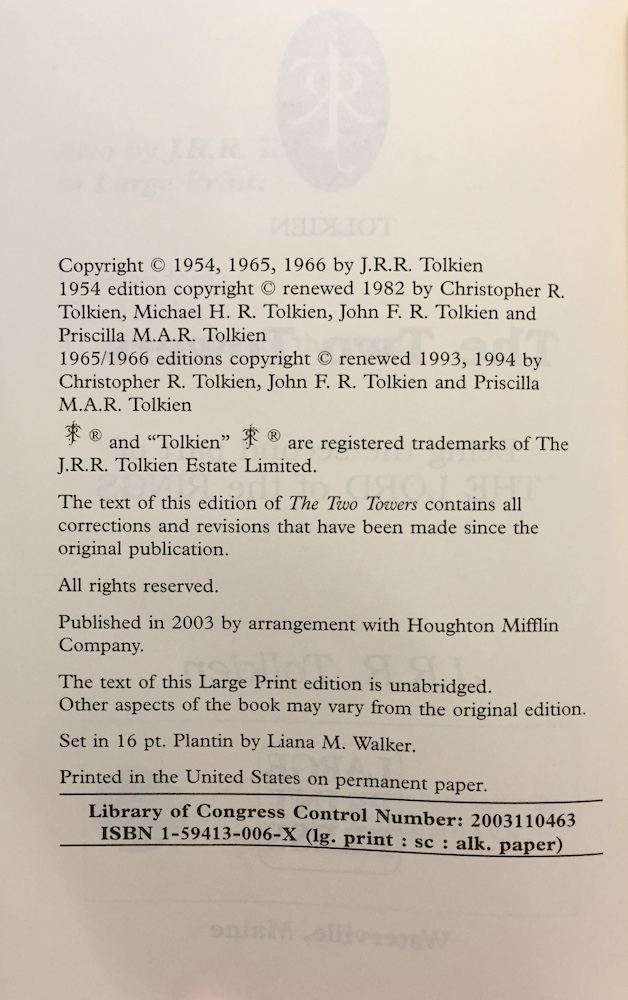 Copyright © 1954, 1965, 1966 by J.R.R. Tolkien
1954 edition copyright © renewed 1982 by Christopher R.
Tolkien, Michael H. R. Tolkien, John F. R. Tolkien and
Priscilla M.A.R. Tolkien
1965/1966 editions copyright © renewed 1993, 1994 by
Christopher R. Tolkien, John F. R. Tolkien and Priscilla
M.A.R. Tolkien
® and “Tolkien” ® are registered trademarks of The
J.R.R. Tolkien Estate Limited.
The text of this edition of The Two Towers contains all
corrections and revisions that have been made since the
original publication.
All rights reserved.
Published in 2003 by arrangement with Houghton Mifflin
Company.
The text of this Large Print edition is unabridged.
Other aspects of the book may vary from the original edition.
Set in 16 pt. Plantin by Liana M. Walker.
Printed in the United States on permanent paper.
Library of Congress Control Number: 2003110463
ISBN 1-59413-006-X (lg. print : sc : alk. paper)